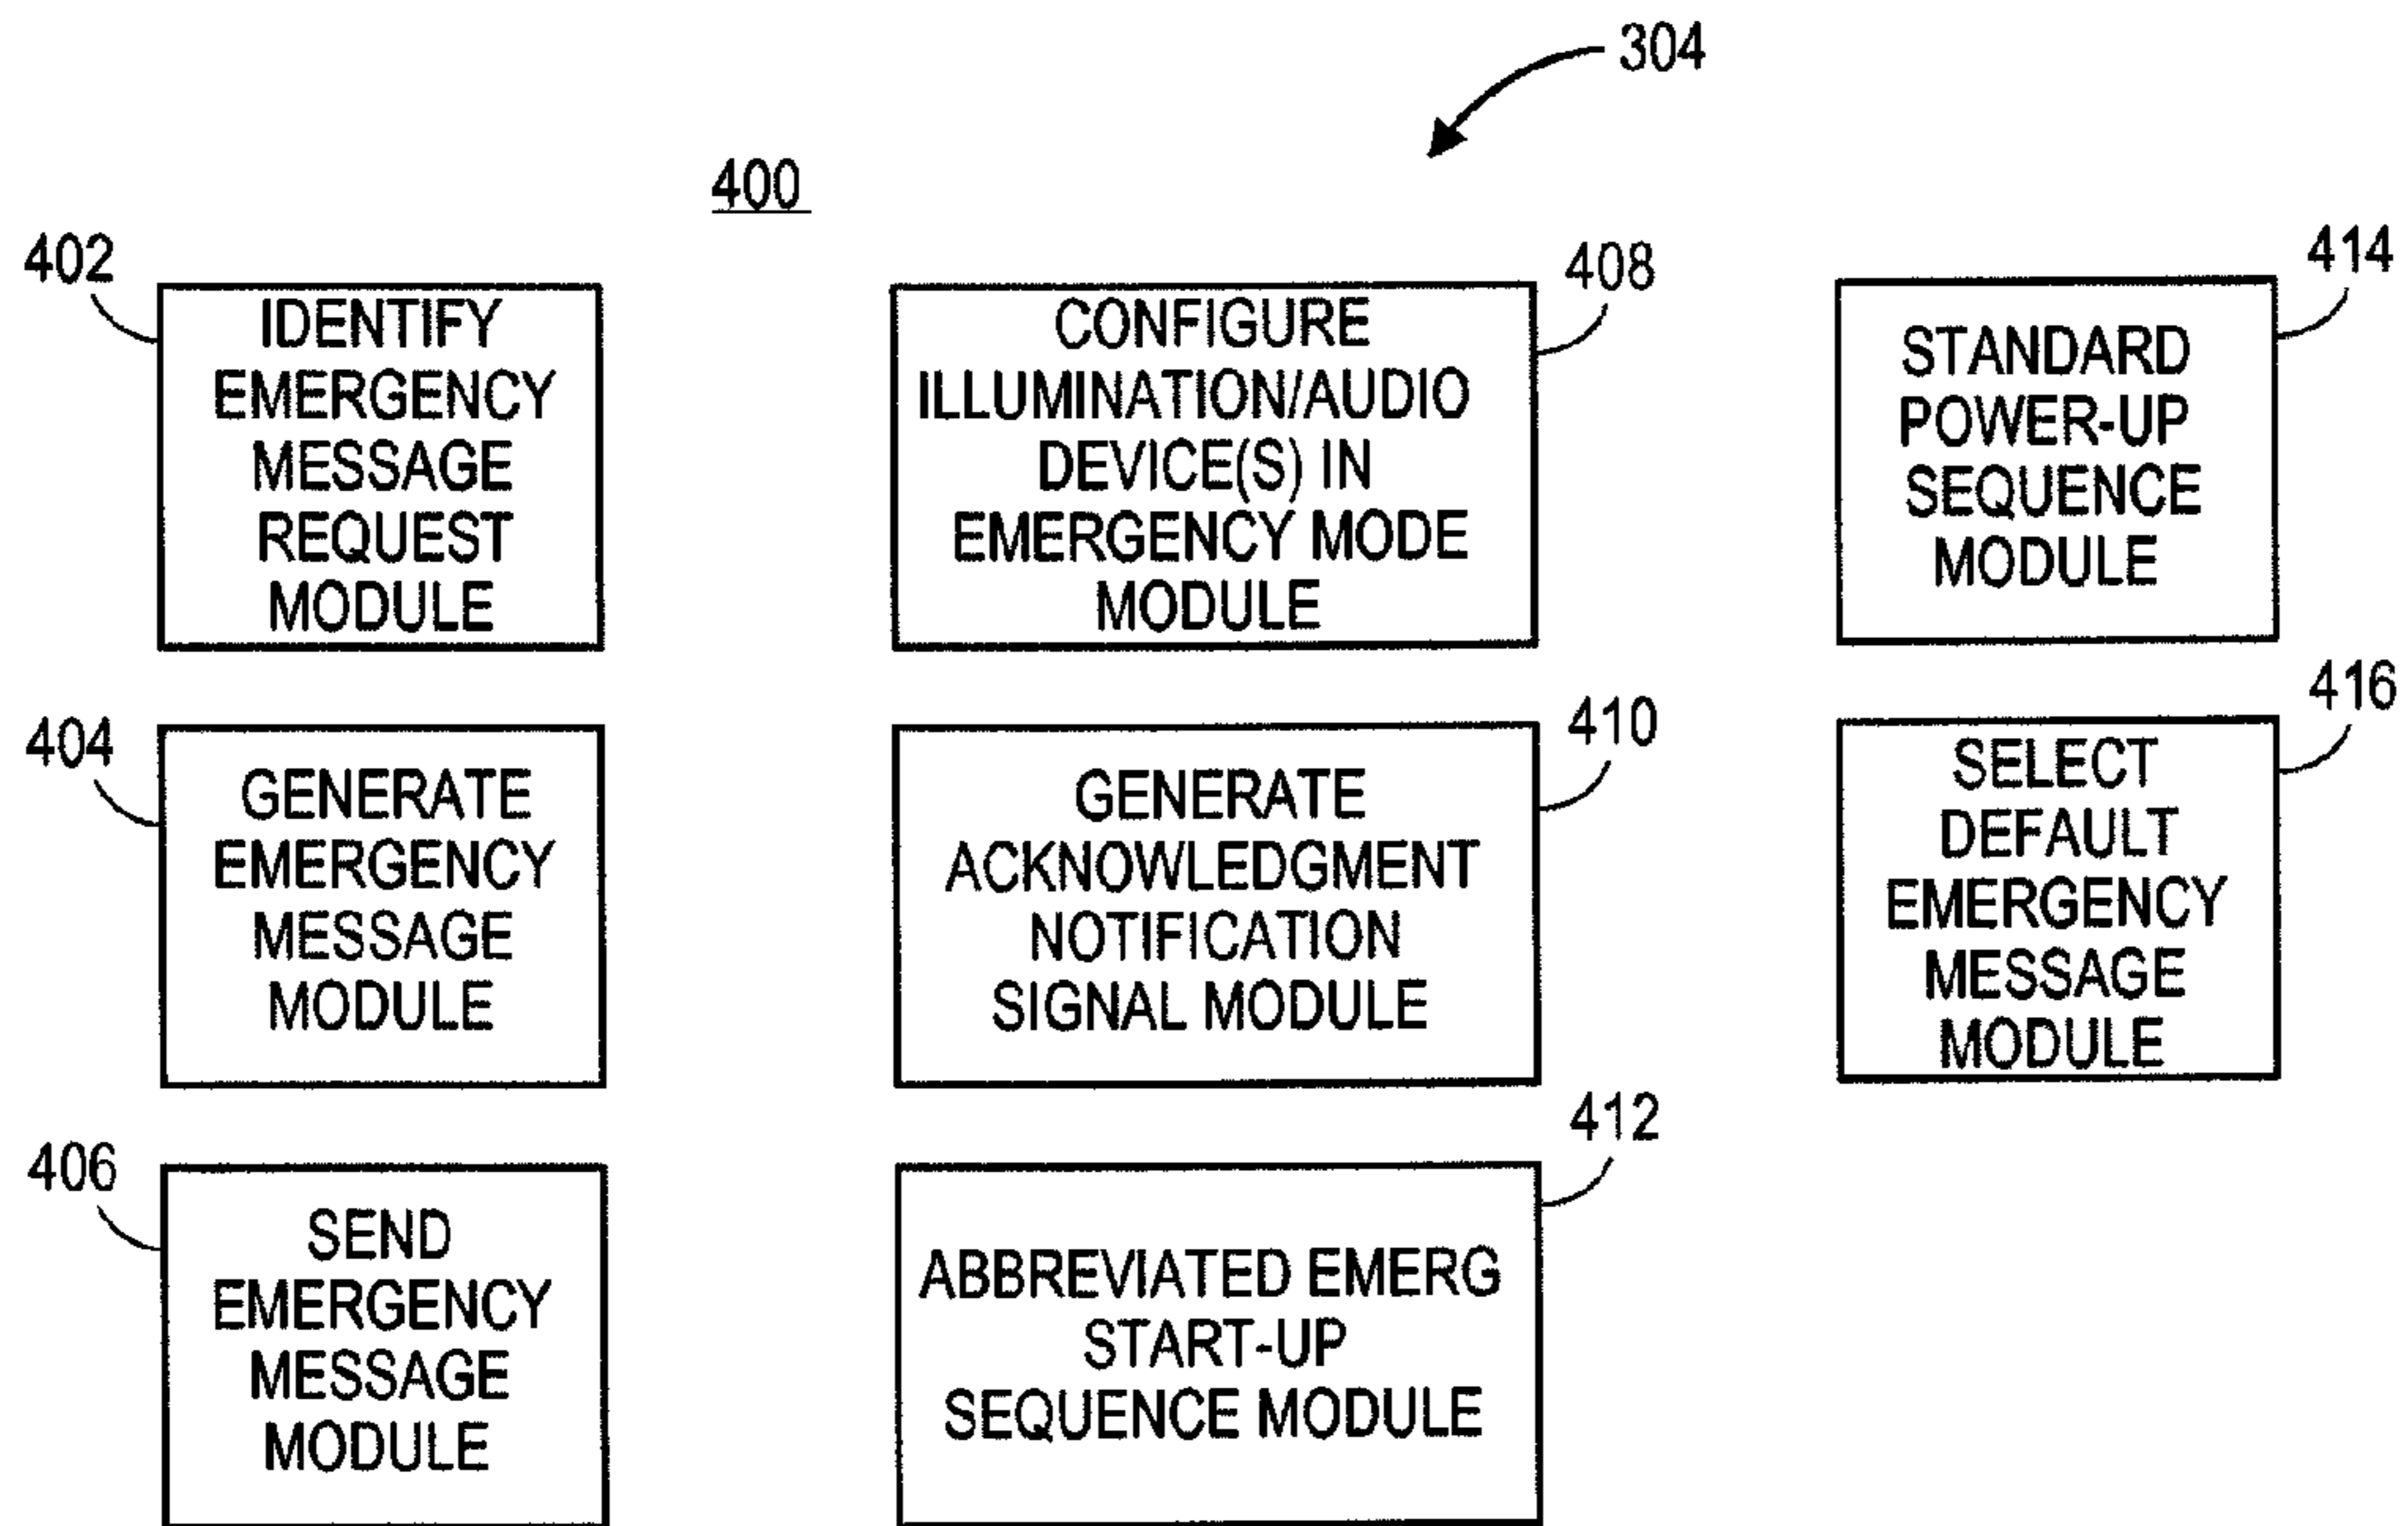 304
400
402
IDENTIFY
EMERGENCY
MESSAGE
REQUEST
MODULE
408
CONFIGURE
ILLUMINATION/AUDIO
DEVICE(S) IN
EMERGENCY MODE
MODULE
414
STANDARD
POWER-UP
SEQUENCE
MODULE
404
GENERATE
EMERGENCY
MESSAGE
MODULE
410
GENERATE
ACKNOWLEDGMENT
NOTIFICATION
SIGNAL MODULE
416
SELECT
DEFAULT
EMERGENCY
MESSAGE
MODULE
406
SEND
EMERGENCY
MESSAGE
MODULE
412
ABBREVIATED EMERG
START-UP
SEQUENCE MODULE